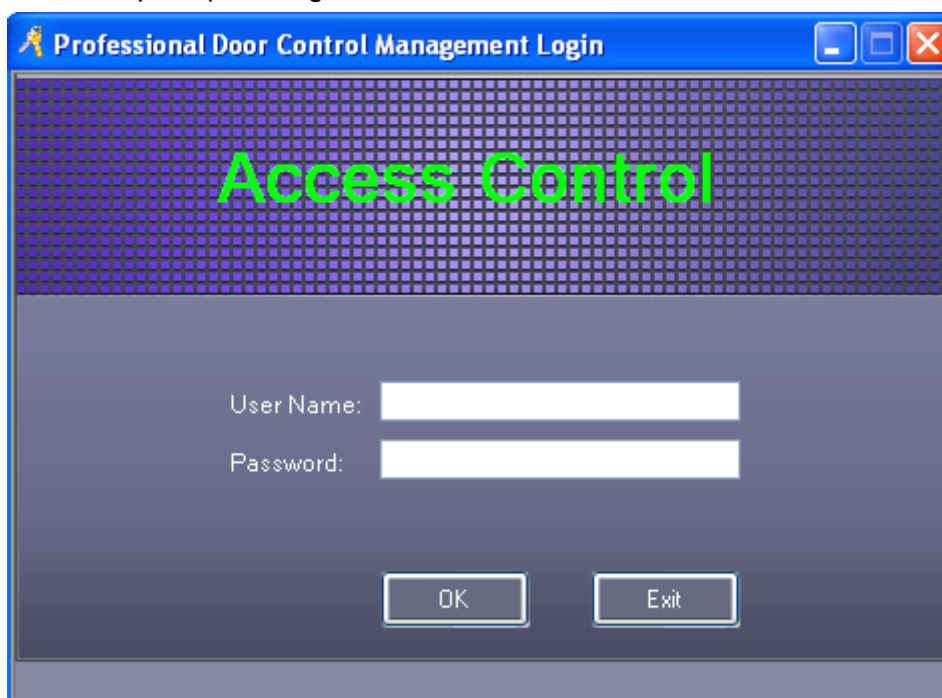 Professional Door Control Management Login
Access Control
User Name:
Password:
OK
Exit